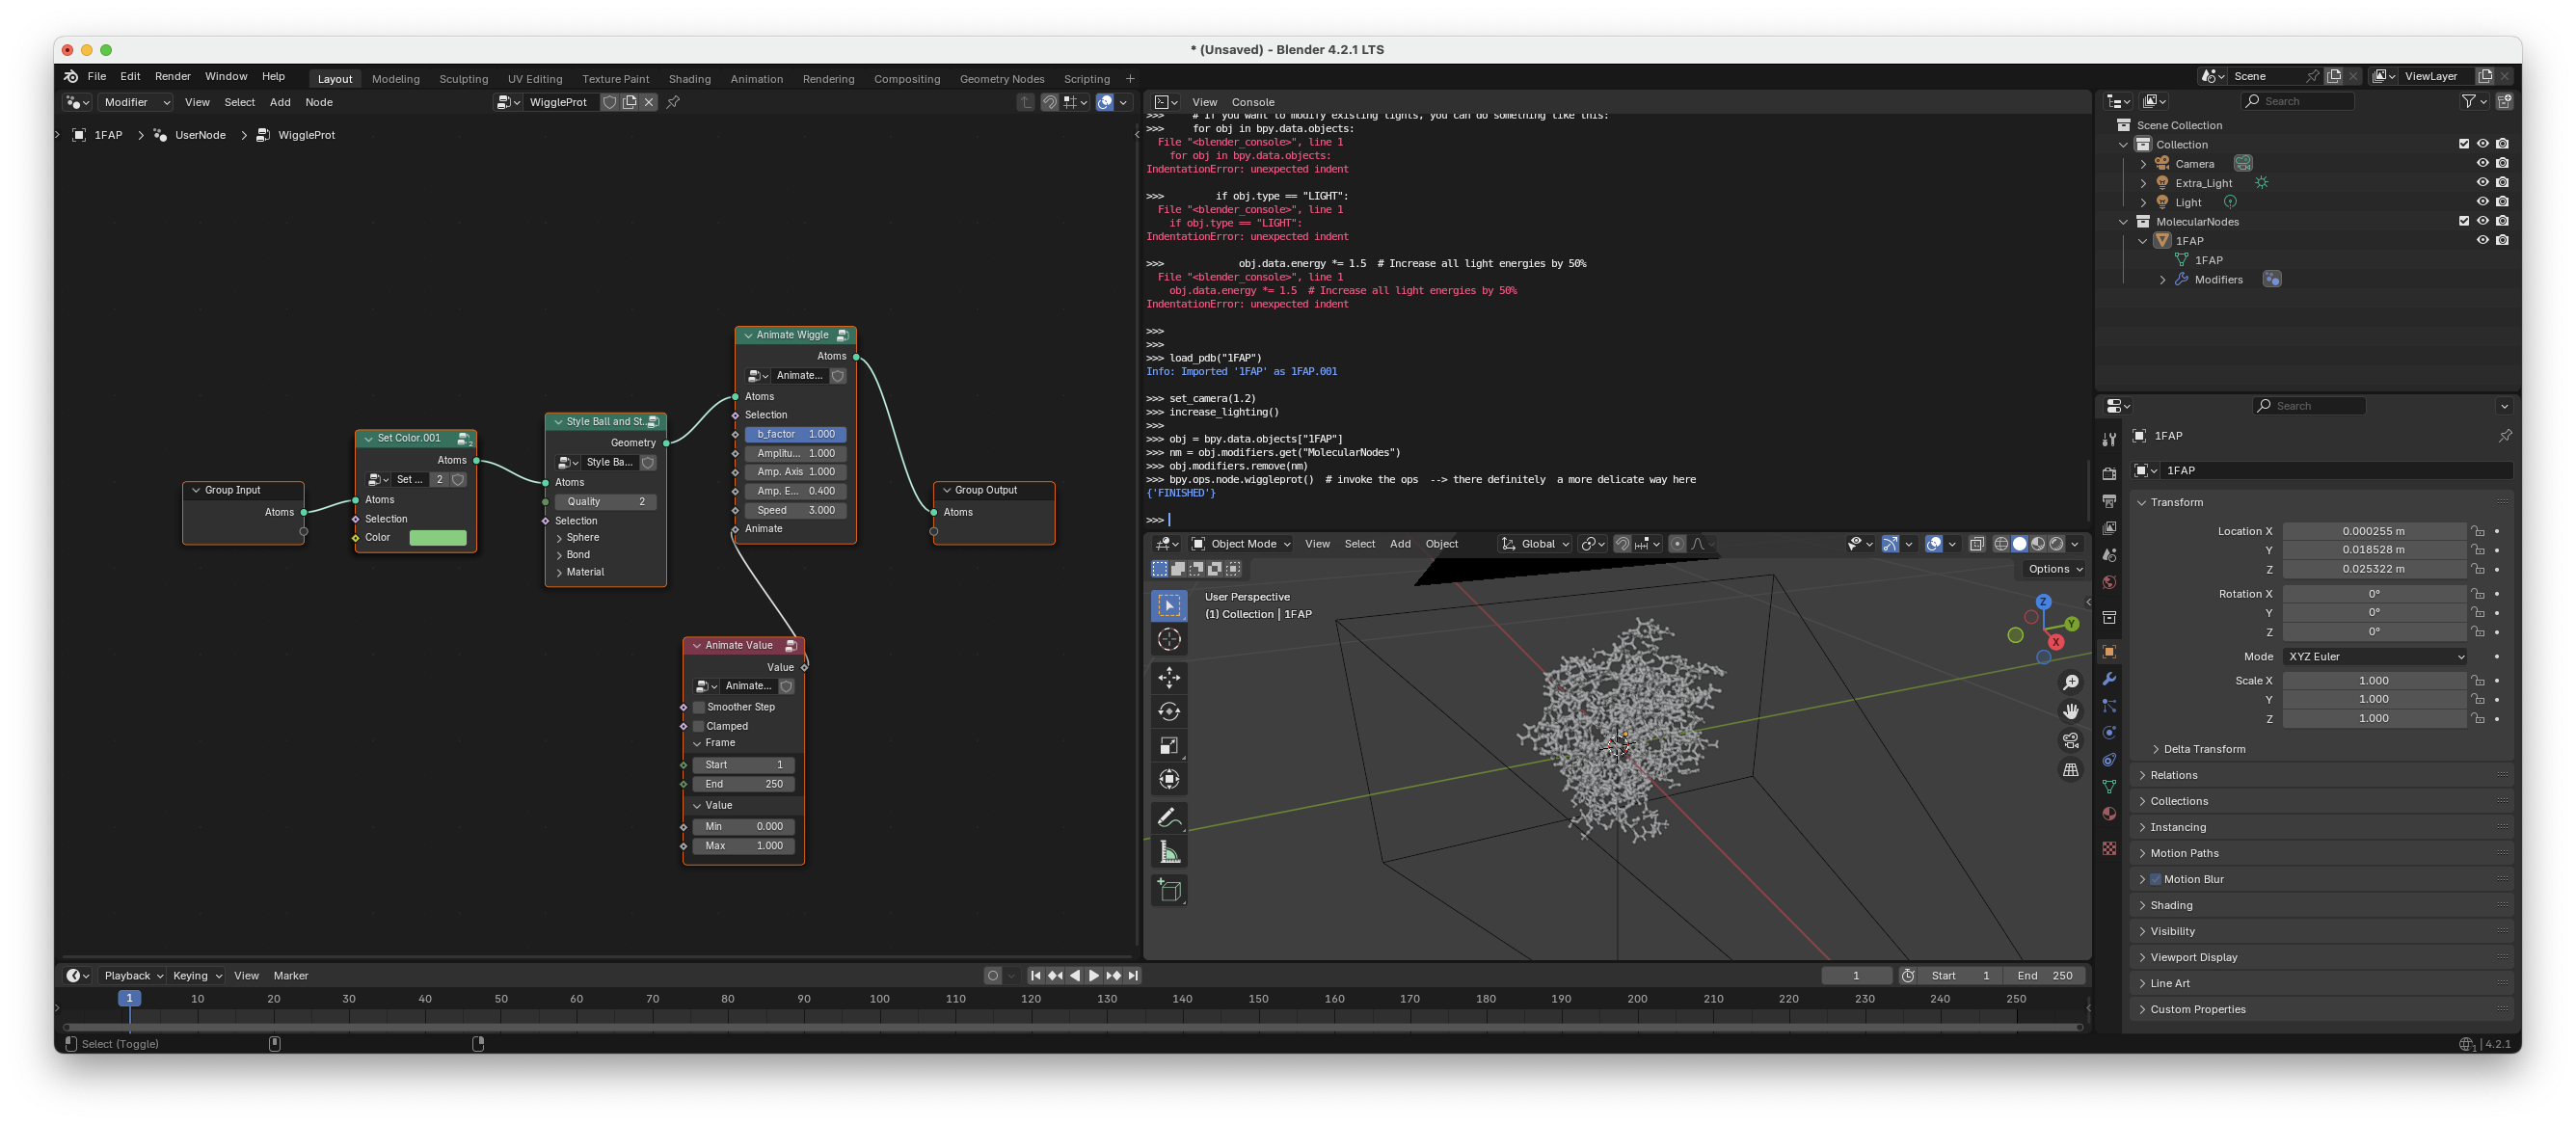 * (Unsaved) - Blender 4.2.1 LTS
File Edit Render Window Help Layout Modeling Sculpting UV Editing Texture Paint Shading Animation Rendering Compositing Geometry Nodes Scripting +
Scene ViewLayer
Modifier View Select Add Node WiggleProt
1FAP > UserNode > WiggleProt
Group Input
Atoms
Set Color.001
Atoms
Set ... 2
Atoms
Selection
Color
Style Ball and St...
Geometry
Style Ba...
Atoms
Quality 2
Selection
Sphere
Bond
Material
Animate Wiggle
Atoms
Animate...
Atoms
Selection
b_factor 1.000
Amplitu... 1.000
Amp. Axis 1.000
Amp. E... 0.400
Speed 3.000
Animate
Group Output
Atoms
Animate Value
Value
Animate...
Smoother Step
Clamped
Frame
Start 1
End 250
Value
Min 0.000
Max 1.000
View Console
>>> # If you want to modify existing lights, you can do something like this:
>>> for obj in bpy.data.objects:
File "<blender_console>", line 1
for obj in bpy.data.objects:
IndentationError: unexpected indent
>>> if obj.type == "LIGHT":
File "<blender_console>", line 1
if obj.type == "LIGHT":
IndentationError: unexpected indent
>>> obj.data.energy *= 1.5 # Increase all light energies by 50%
File "<blender_console>", line 1
obj.data.energy *= 1.5 # Increase all light energies by 50%
IndentationError: unexpected indent
>>>
>>>
>>> load_pdb("1FAP")
Info: Imported '1FAP' as 1FAP.001
>>> set_camera(1.2)
>>> increase_lighting()
>>>
>>> obj = bpy.data.objects["1FAP"]
>>> nm = obj.modifiers.get("MolecularNodes")
>>> obj.modifiers.remove(nm)
>>> bpy.ops.node.wiggleprot() # invoke the ops --> there definitely a more delicate way here
{'FINISHED'}
>>>
Object Mode View Select Add Object Global
Options
User Perspective
(1) Collection | 1FAP
Z
Y
X
Search
Scene Collection
Collection
Camera
Extra_Light
Light
MolecularNodes
1FAP
1FAP
Modifiers
Search
1FAP
1FAP
Transform
Location X 0.000255 m
Y 0.018528 m
Z 0.025322 m
Rotation X 0°
Y 0°
Z 0°
Mode XYZ Euler
Scale X 1.000
Y 1.000
Z 1.000
Delta Transform
Relations
Collections
Instancing
Motion Paths
Motion Blur
Shading
Visibility
Viewport Display
Line Art
Custom Properties
Playback Keying View Marker 1 Start 1 End 250
1 10 20 30 40 50 60 70 80 90 100 110 120 130 140 150 160 170 180 190 200 210 220 230 240 250
Select (Toggle) 1 | 4.2.1